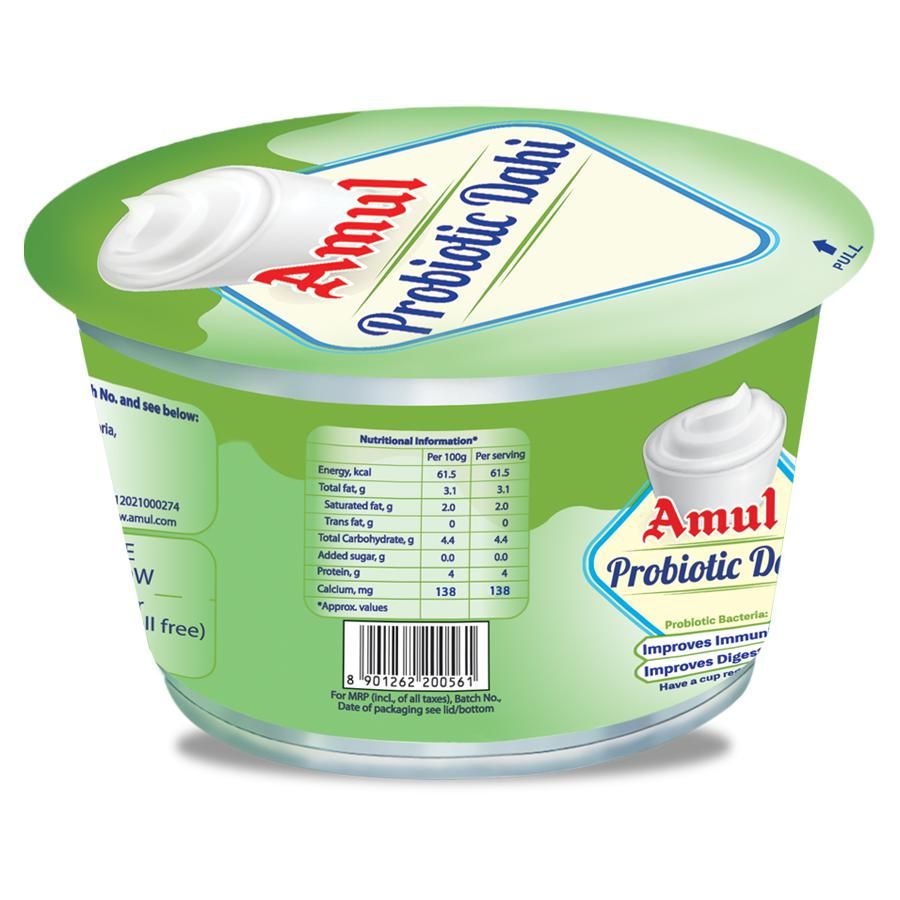 Amul
Probiotic Dahi
PULL
No. and see below:
12021000274
w.amul.com
ll free)
Nutritional Information*
Per 100g Per serving
Energy, kcal 61.5 61.5
Total fat, g 3.1 3.1
Saturated fat, g 2.0 2.0
Trans fat, g 0 0
Total Carbohydrate, g 4.4 4.4
Added sugar, g 0.0 0.0
Protein, g 4 4
Calcium, mg 138 138
*Approx. values
8 901262 200561
For MRP (incl., of all taxes), Batch No.,
Date of packaging see lid/bottom
Amul
Probiotic D
Probiotic Bacteria:
Improves Immun
Improves Diges
Have a cup re